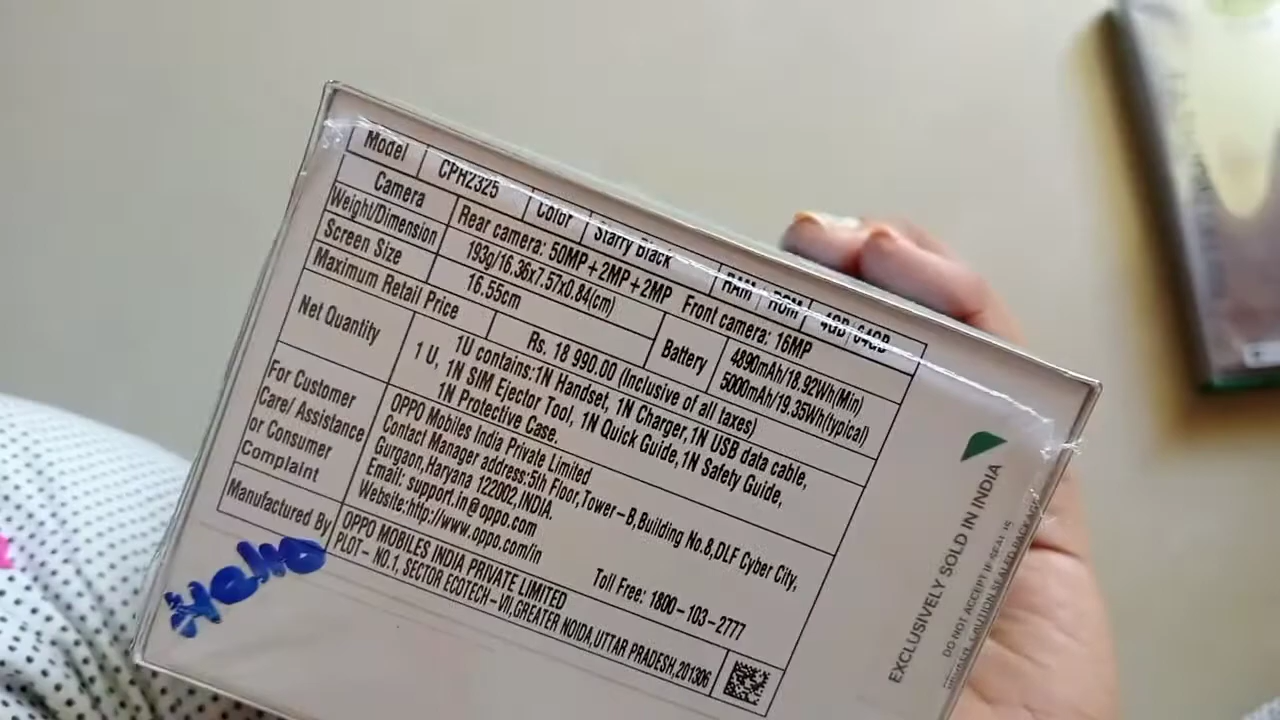 Model CPH2325 Color Starry Black RAM ROM 4GB 64GB
Camera Rear camera: 50MP+2MP+2MP Front camera: 16MP
Weight/Dimension 193g/16.36x7.57x0.84(cm)
Screen Size 16.55cm
Battery 4890mAh/18.92Wh(Min)
5000mAh/19.35Wh(typical)
Maximum Retail Price Rs. 18 990.00 (Inclusive of all taxes)
Net Quantity 1U contains:1N Handset, 1N Charger,1N USB data cable,
1 U, 1N SIM Ejector Tool, 1N Quick Guide,1N Safety Guide,
1N Protective Case.
For Customer
Care/ Assistance
or Consumer
Complaint
OPPO Mobiles India Private Limited
Contact Manager address:5th Floor,Tower-B,Building No.8,DLF Cyber City,
Gurgaon,Haryana 122002,INDIA.
Email: support.in@oppo.com
Website:http://www.oppo.com/in Toll Free: 1800-103-2777
Manufactured By OPPO MOBILES INDIA PRIVATE LIMITED
PLOT- NO.1, SECTOR ECOTECH-VII,GREATER NOIDA,UTTAR PRADESH,201306
EXCLUSIVELY SOLD IN INDIA
DO NOT ACCEPT IF SEAL IS
SEALED PACKAGE